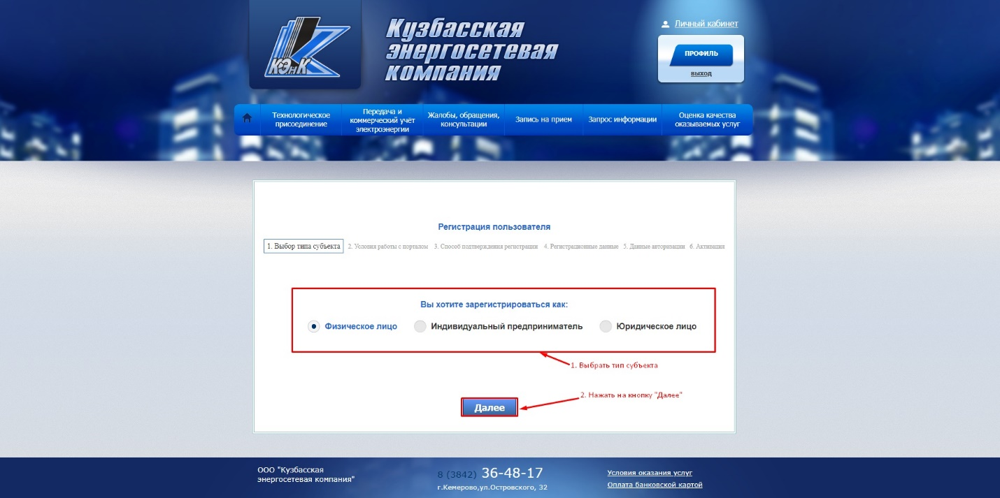 КЭнК
Кузбасская
энергосетевая
компания
Личный кабинет
ПРОФИЛЬ
выход
Технологическое
присоединение
Передача и
коммерческий учёт
электроэнергии
Жалобы, обращения,
консультации
Запись на прием
Запрос информации
Оценка качества
оказываемых услуг
Регистрация пользователя
1. Выбор типа субъекта 2. Условия работы с порталом 3. Способ подтверждения регистрации 4. Регистрационные данные 5. Данные авторизации 6. Активация
Вы хотите зарегистрироваться как:
Физическое лицо Индивидуальный предприниматель Юридическое лицо
1. Выбрать тип субъекта
2. Нажать на кнопку "Далее"
Далее
ООО "Кузбасская
энергосетевая компания"
8 (3842) 36-48-17
г.Кемерово,ул.Островского, 32
Условия оказания услуг
Оплата банковской картой